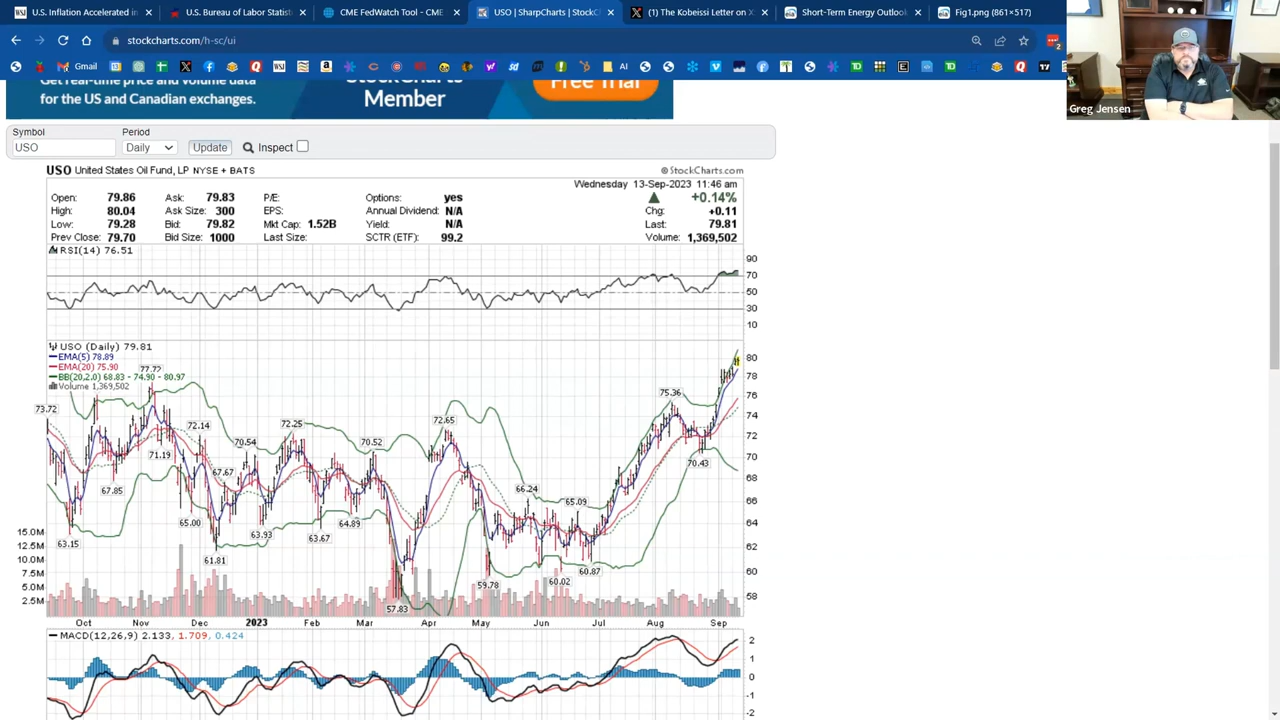 U.S. Inflation Accelerated in
U.S. Bureau of Labor Statist
CME FedWatch Tool - CME
USO | SharpCharts | StockCh
(1) The Kobeissi Letter on X
Short-Term Energy Outlook
Fig1.png (861×517)
stockcharts.com/h-sc/ui
Gmail
AI
Get real-time price and volume data
for the US and Canadian exchanges.
StockCharts
Member
Free Trial
Greg Jensen
Symbol
Period
USO
Daily
Update
Inspect
USO United States Oil Fund, LP NYSE + BATS
© StockCharts.com
Wednesday 13-Sep-2023 11:46 am
Open: 79.86 Ask: 79.83 P/E: Options: yes +0.14%
High: 80.04 Ask Size: 300 EPS: Annual Dividend: N/A Chg: +0.11
Low: 79.28 Bid: 79.82 Mkt Cap: 1.52B Yield: N/A Last: 79.81
Prev Close: 79.70 Bid Size: 1000 Last Size: SCTR (ETF): 99.2 Volume: 1,369,502
RSI(14) 76.51
90
70
50
30
10
USO (Daily) 79.81
EMA(5) 78.89
EMA(20) 75.90
BB(20,2.0) 68.83 - 74.90 - 80.97
Volume 1,369,502
73.72
63.15
67.85
77.72
71.19
65.00
72.14
61.81
67.67
70.54
63.93
72.25
63.67
64.89
70.52
57.83
72.65
59.78
66.24
60.02
65.09
60.87
75.36
70.43
80
78
76
74
72
70
68
66
64
62
60
58
15.0M
12.5M
10.0M
7.5M
5.0M
2.5M
Oct Nov Dec 2023 Feb Mar Apr May Jun Jul Aug Sep
MACD(12,26,9) 2.133, 1.709, 0.424
2
1
0
-1
-2